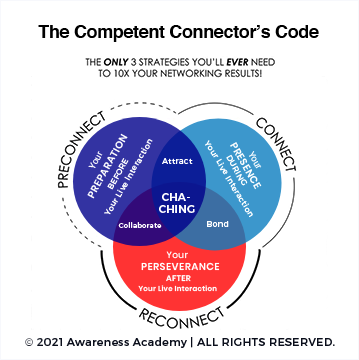 The Competent Connector's Code
THE ONLY 3 STRATEGIES YOU'LL EVER NEED
TO 10X YOUR NETWORKING RESULTS!
PRECONNECT
CONNECT
Your
PREPARATION
BEFORE
Your Live Interaction
Attract
Your
PRESENCE
DURING
Your Live Interaction
CHA-
CHING
Collaborate
Bond
Your
PERSEVERANCE
AFTER
Your Live Interaction
RECONNECT
© 2021 Awareness Academy | ALL RIGHTS RESERVED.